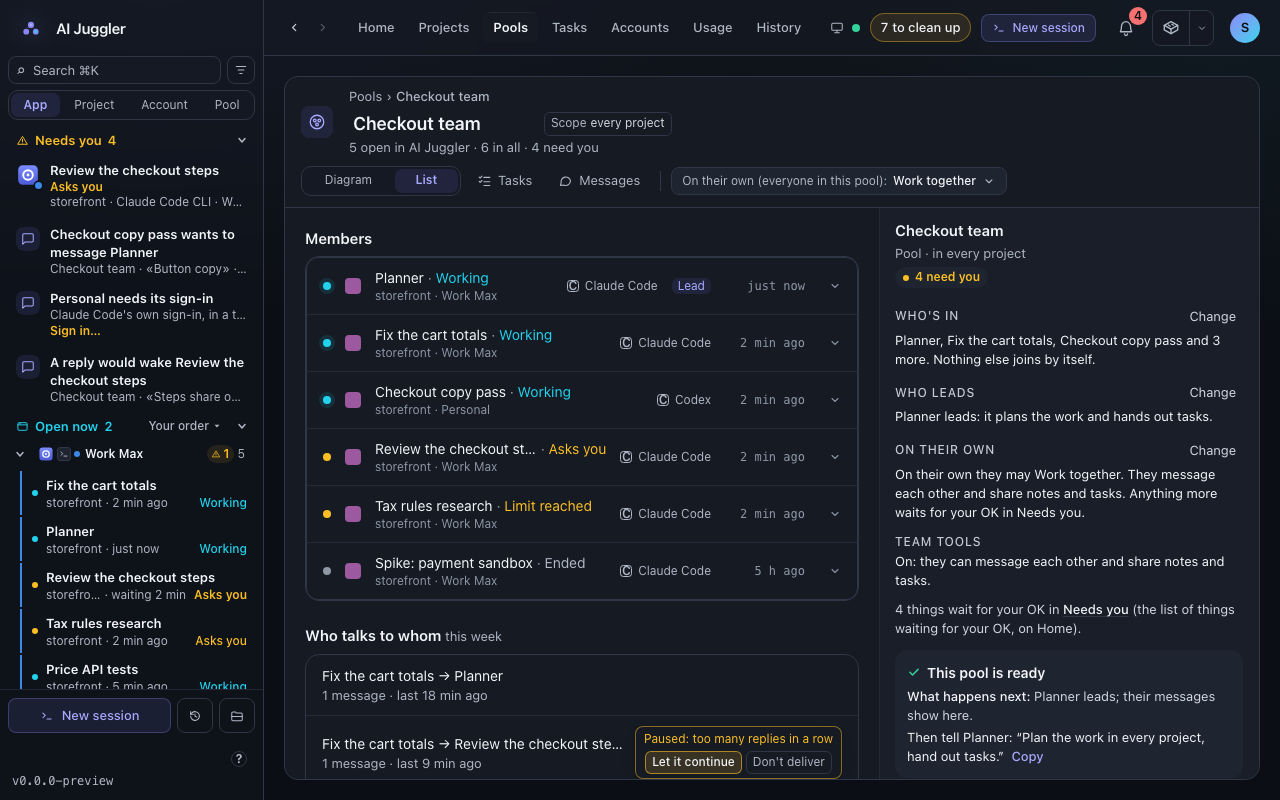 AI Juggler
Search ⌘K
App Project Account Pool
Needs you 4
Review the checkout steps
Asks you
storefront · Claude Code CLI · W…
Checkout copy pass wants to
message Planner
Checkout team · «Button copy» ·…
Personal needs its sign-in
Claude Code's own sign-in, in a t…
Sign in…
A reply would wake Review the
checkout steps
Checkout team · «Steps share o…
Open now 2 Your order
Work Max 1 5
Fix the cart totals
storefront · 2 min ago Working
Planner
storefront · just now Working
Review the checkout steps
storefro… · waiting 2 min Asks you
Tax rules research
storefront · 2 min ago Asks you
Price API tests
storefront · 5 min ago Working
New session
?
v0.0.0-preview
Home Projects Pools Tasks Accounts Usage History
7 to clean up
New session
4
S
Pools › Checkout team
Checkout team
Scope every project
5 open in AI Juggler · 6 in all · 4 need you
Diagram List Tasks Messages
On their own (everyone in this pool): Work together
Members
Planner · Working
storefront · Work Max
Claude Code Lead just now
Fix the cart totals · Working
storefront · Work Max
Claude Code 2 min ago
Checkout copy pass · Working
storefront · Personal
Codex 2 min ago
Review the checkout st… · Asks you
storefront · Work Max
Claude Code 2 min ago
Tax rules research · Limit reached
storefront · Work Max
Claude Code 2 min ago
Spike: payment sandbox · Ended
storefront · Work Max
Claude Code 5 h ago
Who talks to whom this week
Fix the cart totals → Planner
1 message · last 18 min ago
Fix the cart totals → Review the checkout ste…
1 message · last 9 min ago
Paused: too many replies in a row
Let it continue Don't deliver
Checkout team
Pool · in every project
4 need you
WHO'S IN Change
Planner, Fix the cart totals, Checkout copy pass and 3
more. Nothing else joins by itself.
WHO LEADS Change
Planner leads: it plans the work and hands out tasks.
ON THEIR OWN Change
On their own they may Work together. They message
each other and share notes and tasks. Anything more
waits for your OK in Needs you.
TEAM TOOLS
On: they can message each other and share notes and
tasks.
4 things wait for your OK in Needs you (the list of things
waiting for your OK, on Home).
This pool is ready
What happens next: Planner leads; their messages
show here.
Then tell Planner: “Plan the work in every project,
hand out tasks.” Copy